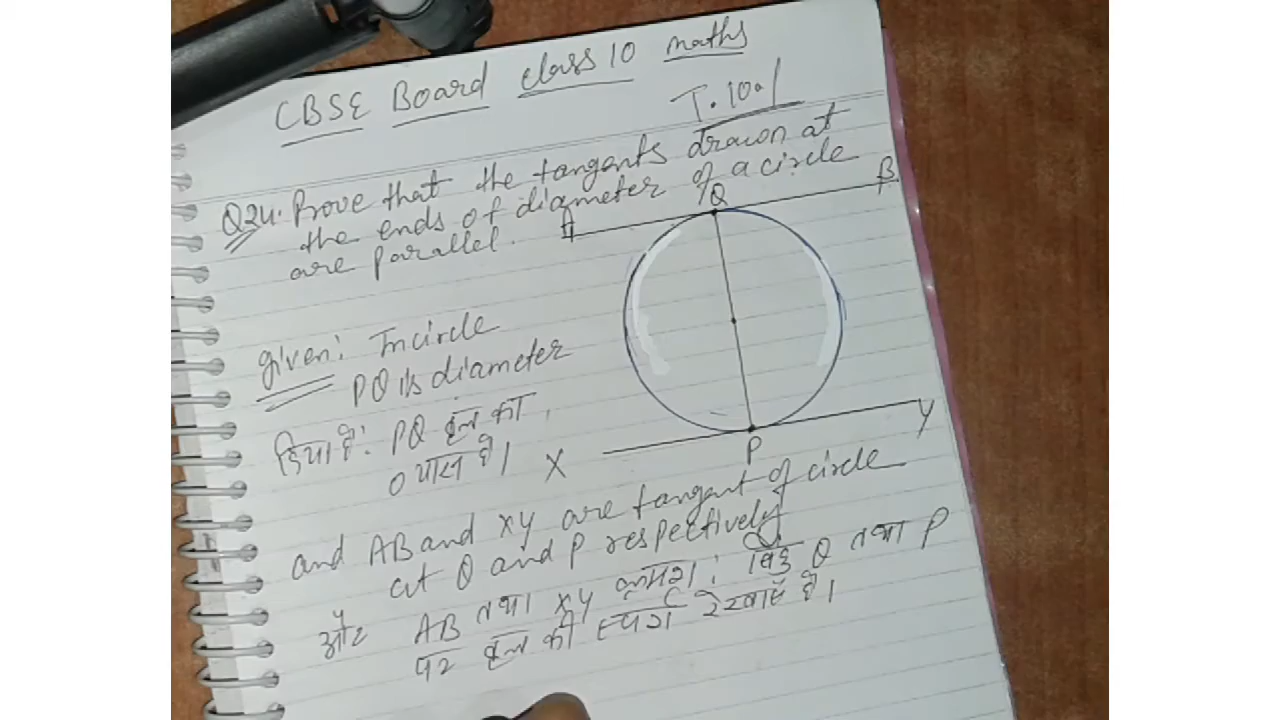 CBSE Board class 10 maths
T. 10.1
Q24. Prove that the tangents drawn at
the ends of diameter of a circle
are parallel.
A Q B
given: In circle
PQ is diameter
दिया है: PQ वृत्त का
व्यास है।
X P y
and AB and xy are tangent of circle
at Q and P respectively
और AB तथा xy क्रमश: बिंदु Q तथा P
पर वृत्त की स्पर्श रेखाएँ है।